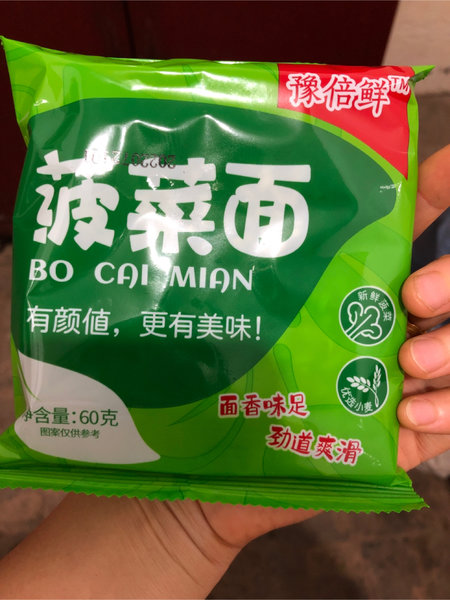 豫倍鲜™
菠菜面
BO CAI MIAN
有颜值，更有美味！
新鲜菠菜
优选小麦
净含量：60克
图案仅供参考
面香味足
劲道爽滑